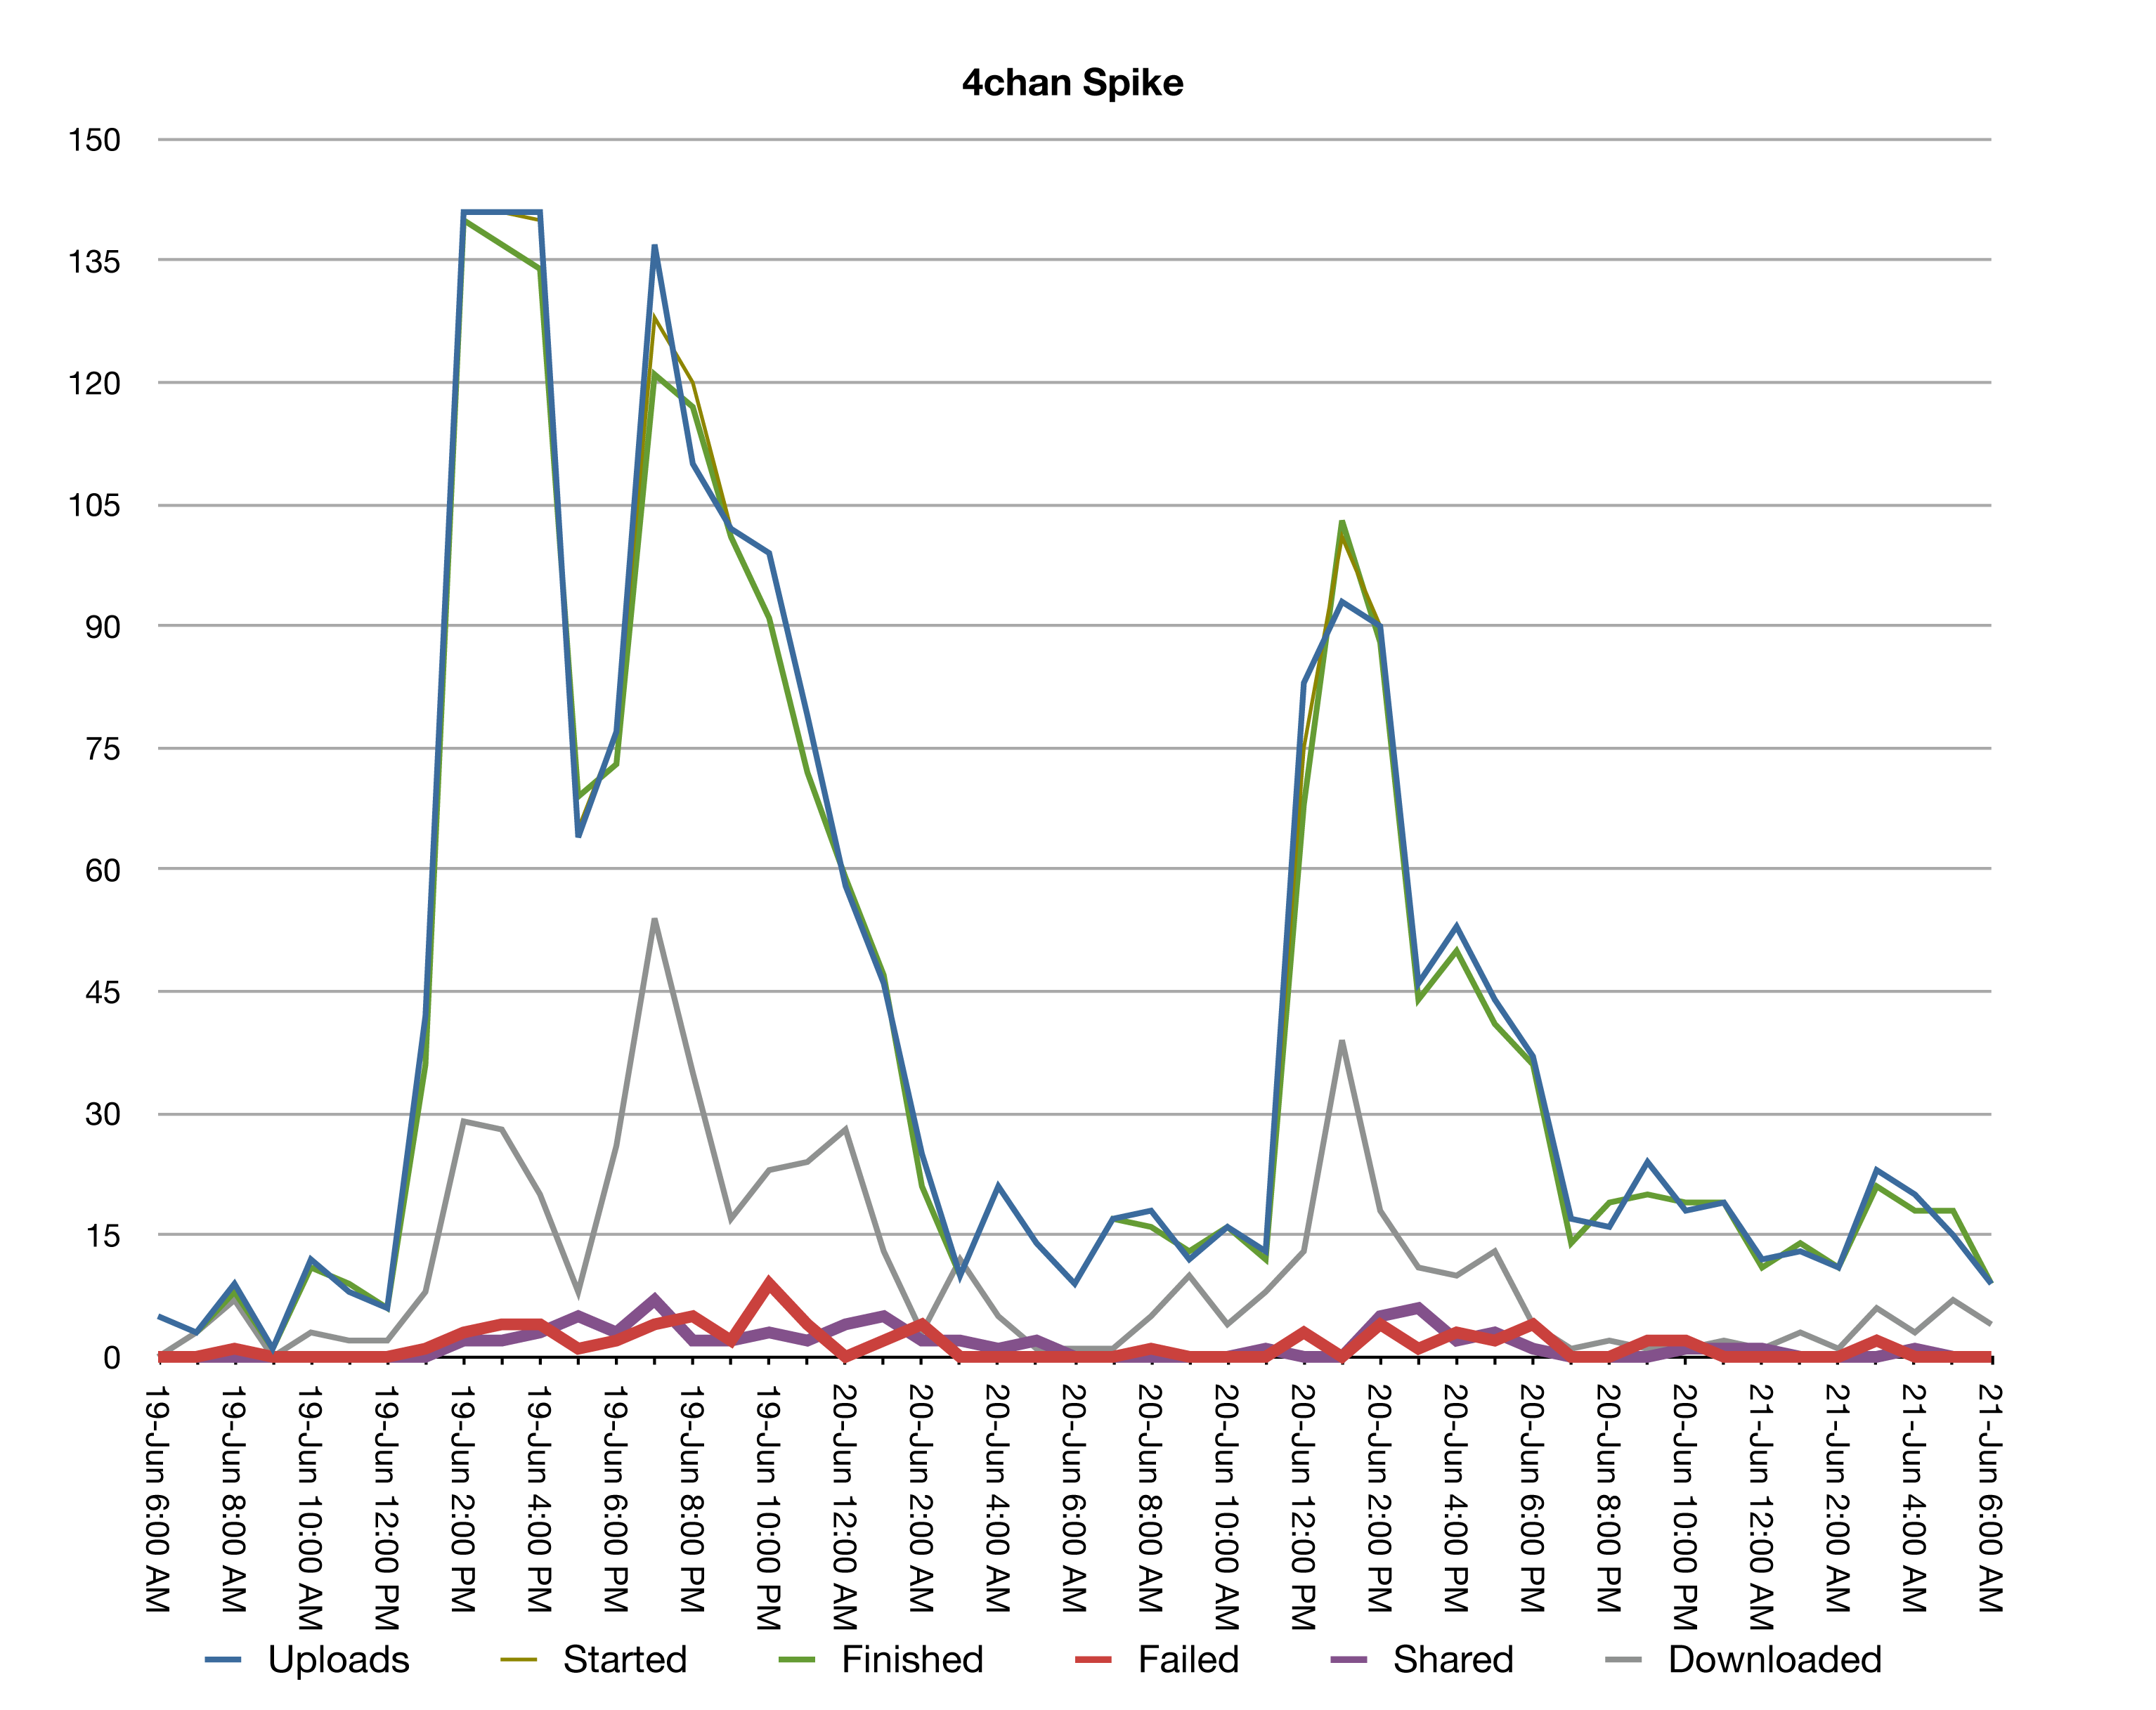 4chan Spike
150
135
120
105
90
75
60
45
30
15
0
19-Jun 6:00 AM
19-Jun 8:00 AM
19-Jun 10:00 AM
19-Jun 12:00 PM
19-Jun 2:00 PM
19-Jun 4:00 PM
19-Jun 6:00 PM
19-Jun 8:00 PM
19-Jun 10:00 PM
20-Jun 12:00 AM
20-Jun 2:00 AM
20-Jun 4:00 AM
20-Jun 6:00 AM
20-Jun 8:00 AM
20-Jun 10:00 AM
20-Jun 12:00 PM
20-Jun 2:00 PM
20-Jun 4:00 PM
20-Jun 6:00 PM
20-Jun 8:00 PM
20-Jun 10:00 PM
21-Jun 12:00 AM
21-Jun 2:00 AM
21-Jun 4:00 AM
21-Jun 6:00 AM
Uploads Started Finished Failed Shared Downloaded